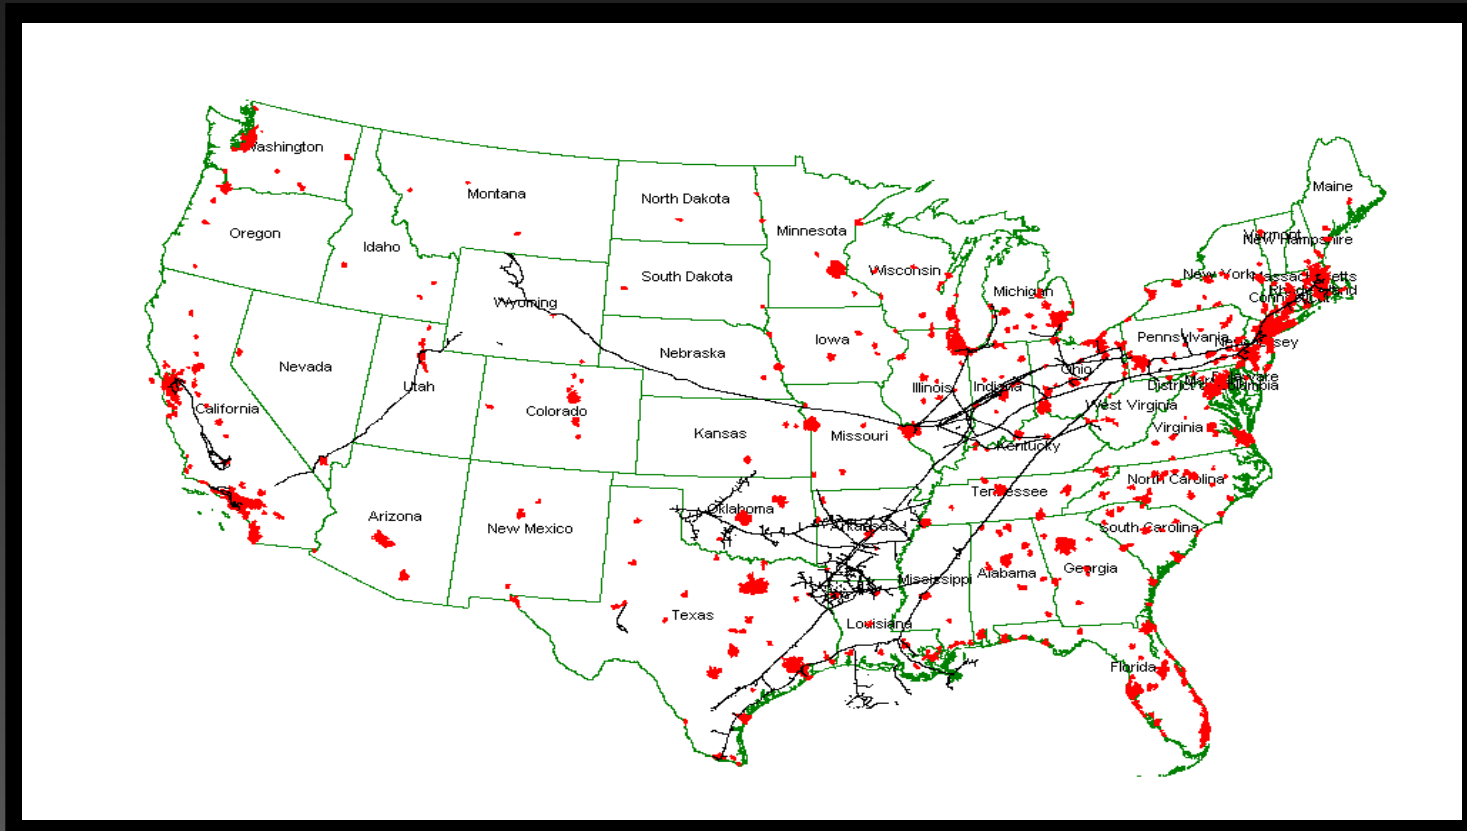 Washington
Maine
Montana
North Dakota
Oregon
Minnesota
Vermont
New Hampshire
Idaho
Wisconsin
New York
Massachusetts
South Dakota
Michigan
Rhode Island
Connecticut
Wyoming
Pennsylvania
Iowa
New Jersey
Nebraska
Nevada
Ohio
Delaware
Utah
Illinois
Indiana
District of Columbia
California
Colorado
West Virginia
Virginia
Kansas
Missouri
Kentucky
North Carolina
Tennessee
Oklahoma
Arizona
New Mexico
Arkansas
South Carolina
Georgia
Alabama
Mississippi
Texas
Louisiana
Florida